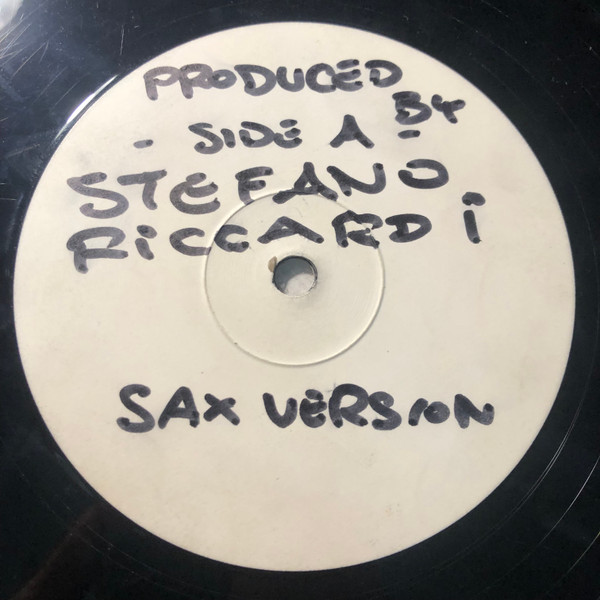 PRODUCED BY
- SIDE A -
STEFANO
RiCCARDi
SAX VERSION